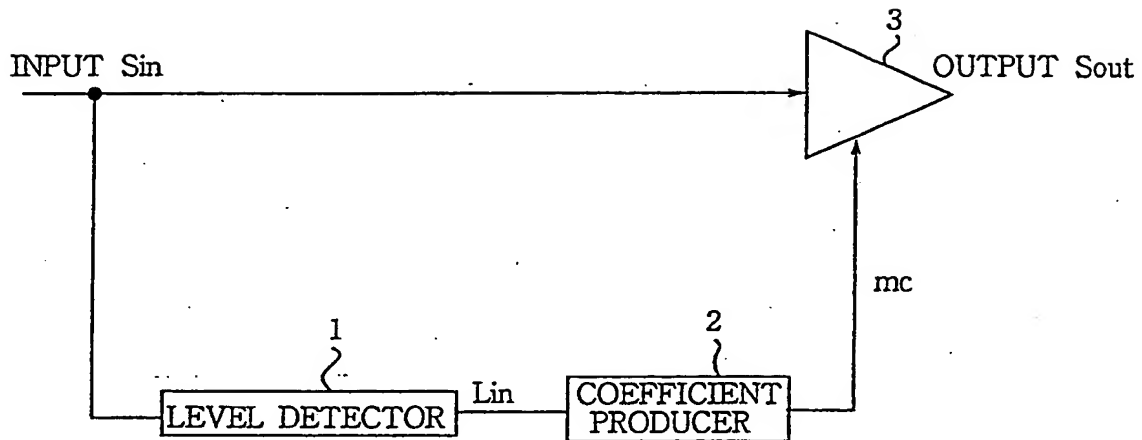 3
INPUT Sin
OUTPUT Sout
mc
1
2
Lin
LEVEL DETECTOR
COEFFICIENT
PRODUCER